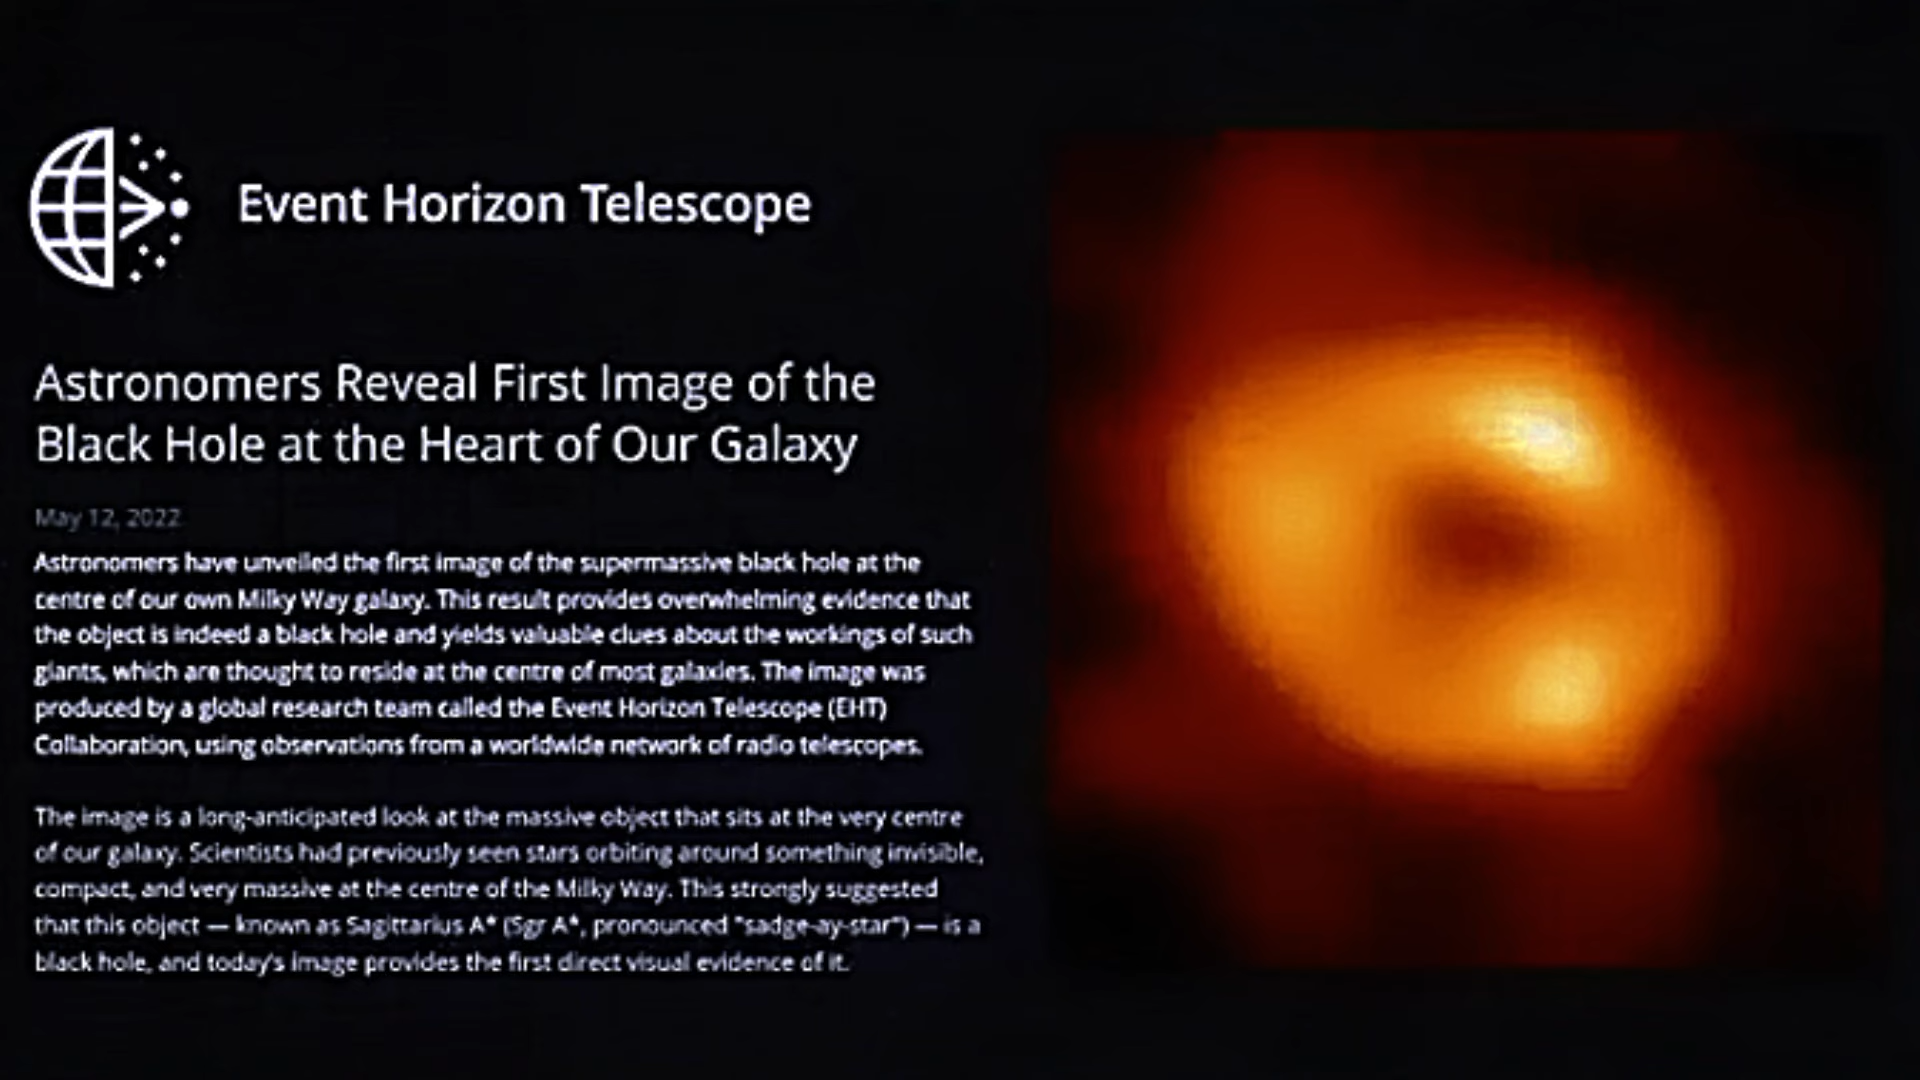 Event Horizon Telescope
Astronomers Reveal First Image of the
Black Hole at the Heart of Our Galaxy
May 12, 2022
Astronomers have unveiled the first image of the supermassive black hole at the
centre of our own Milky Way galaxy. This result provides overwhelming evidence that
the object is indeed a black hole and yields valuable clues about the workings of such
giants, which are thought to reside at the centre of most galaxies. The image was
produced by a global research team called the Event Horizon Telescope (EHT)
Collaboration, using observations from a worldwide network of radio telescopes.
The image is a long-anticipated look at the massive object that sits at the very centre
of our galaxy. Scientists had previously seen stars orbiting around something invisible,
compact, and very massive at the centre of the Milky Way. This strongly suggested
that this object — known as Sagittarius A* (Sgr A*, pronounced "sadge-ay-star") — is a
black hole, and today's image provides the first direct visual evidence of it.